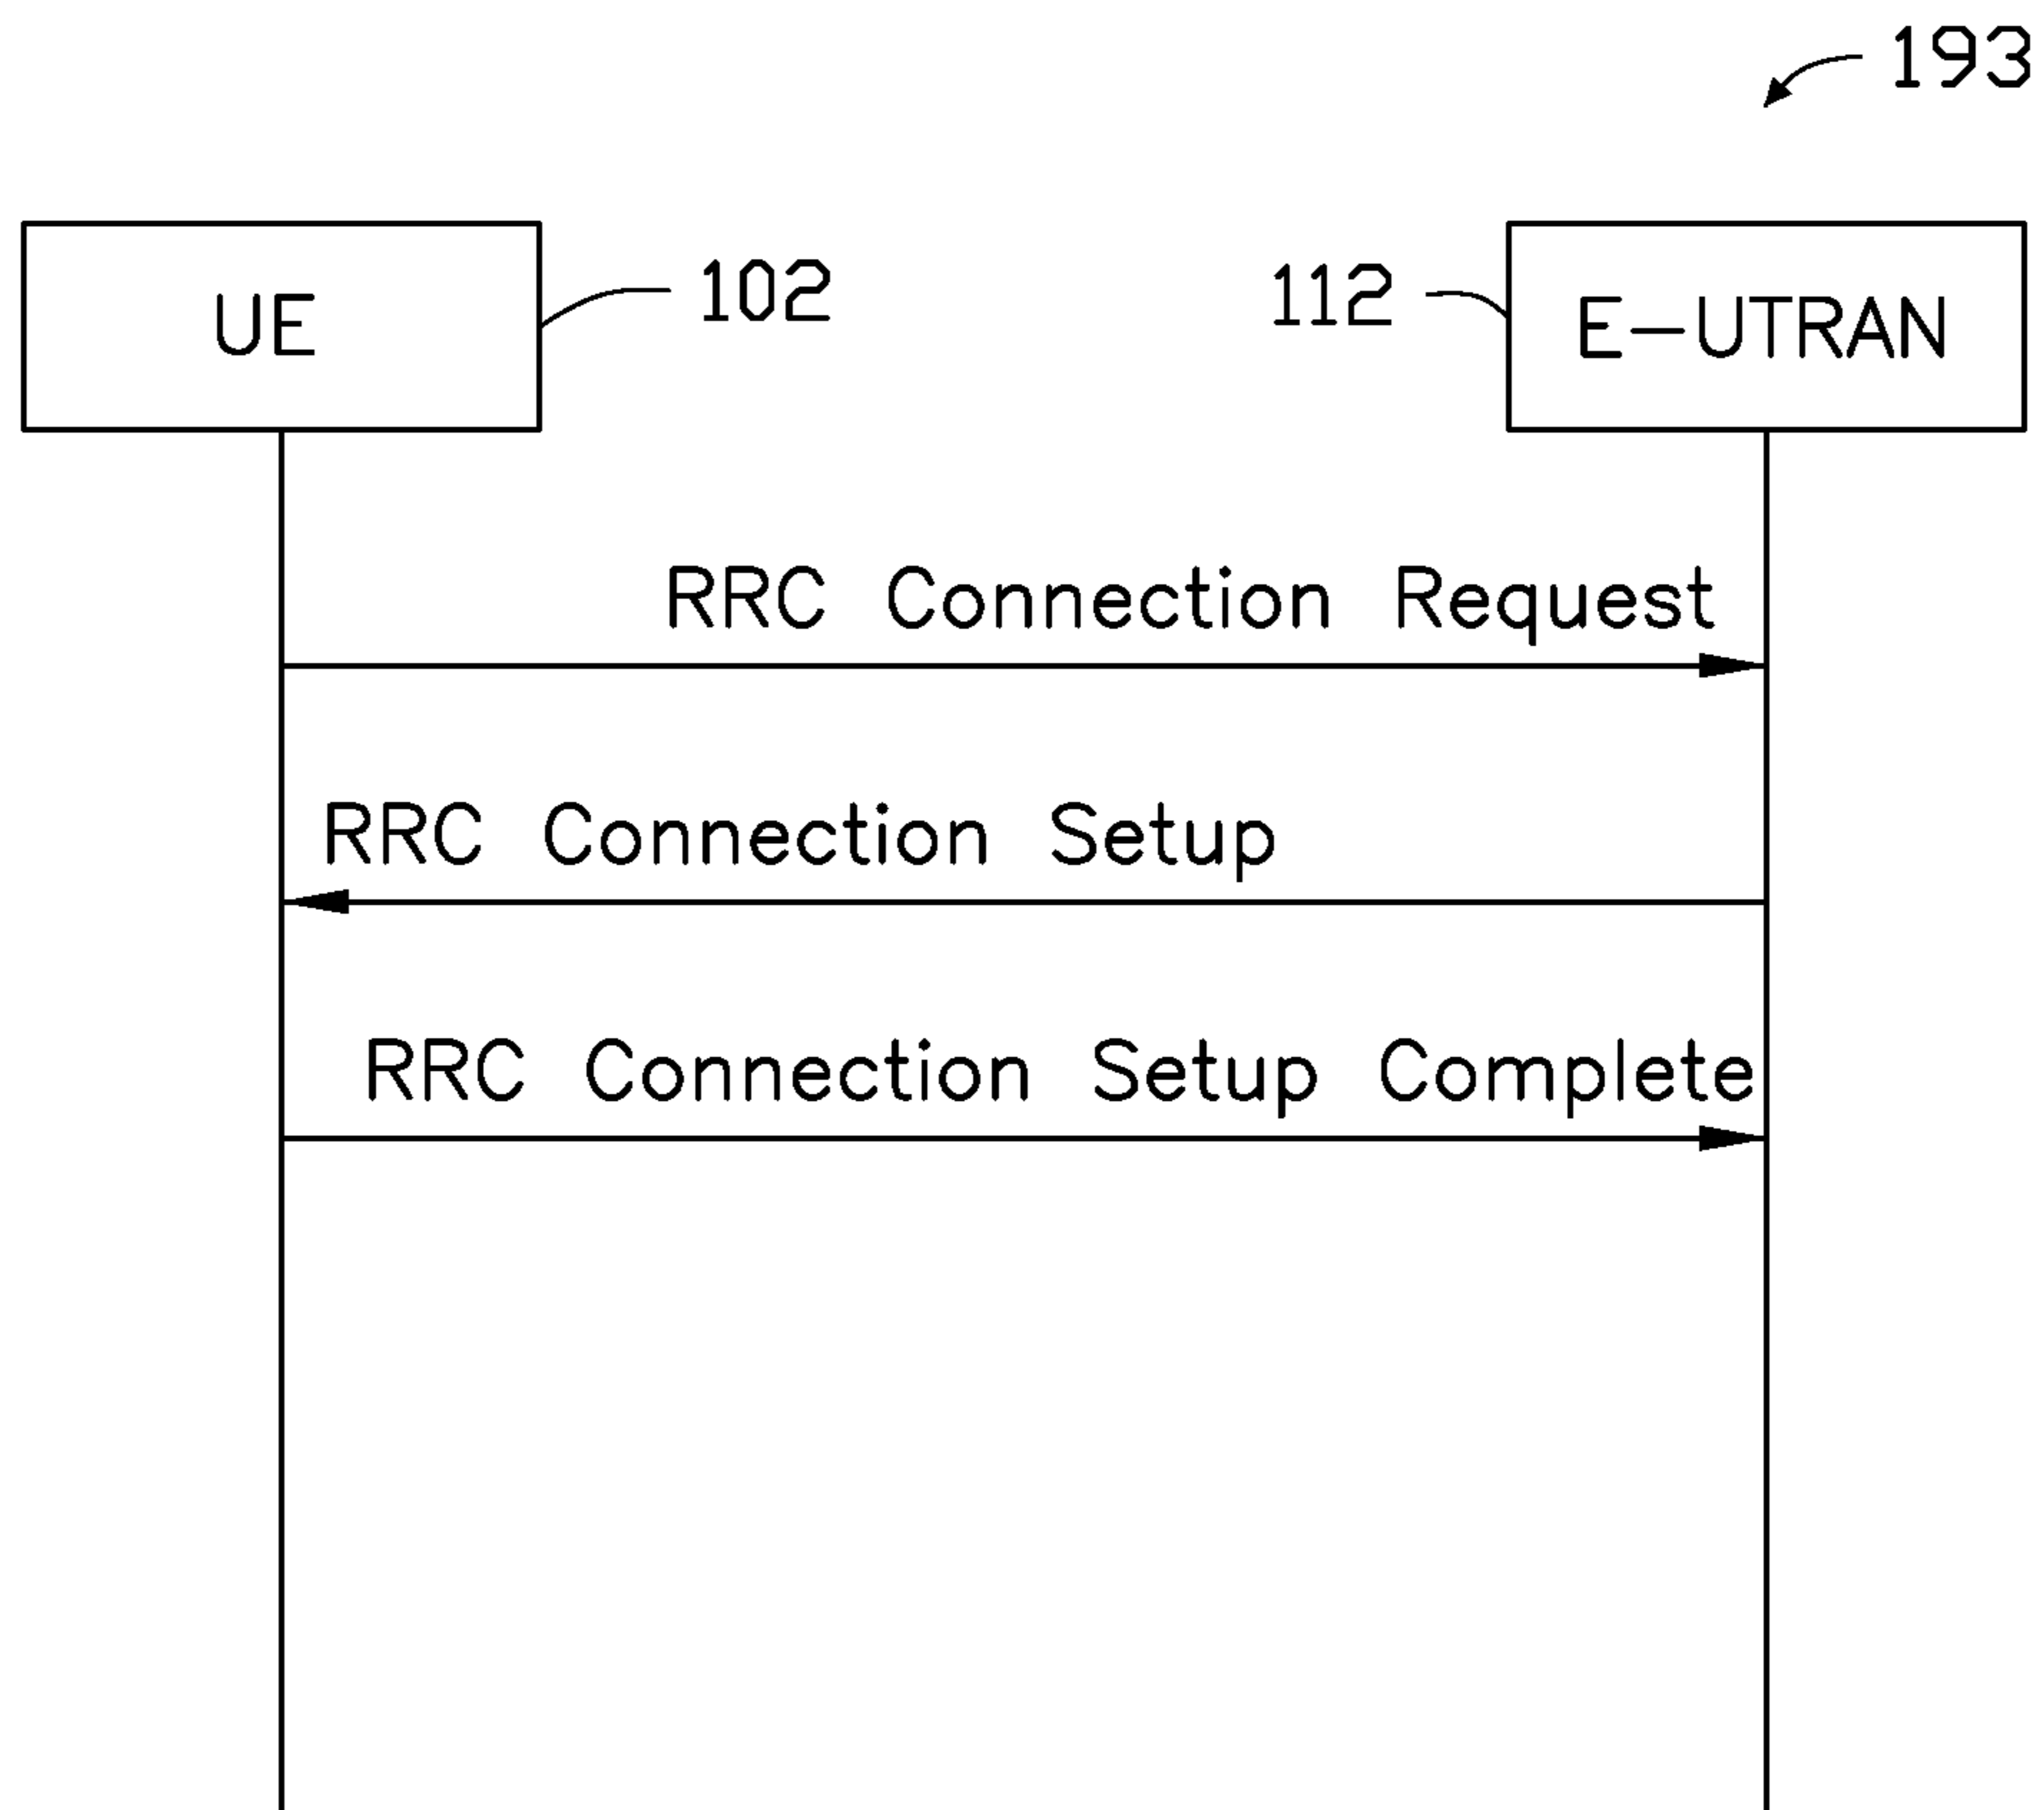 193
UE
102
112
E-UTRAN
RRC Connection Request
RRC Connection Setup
RRC Connection Setup Complete